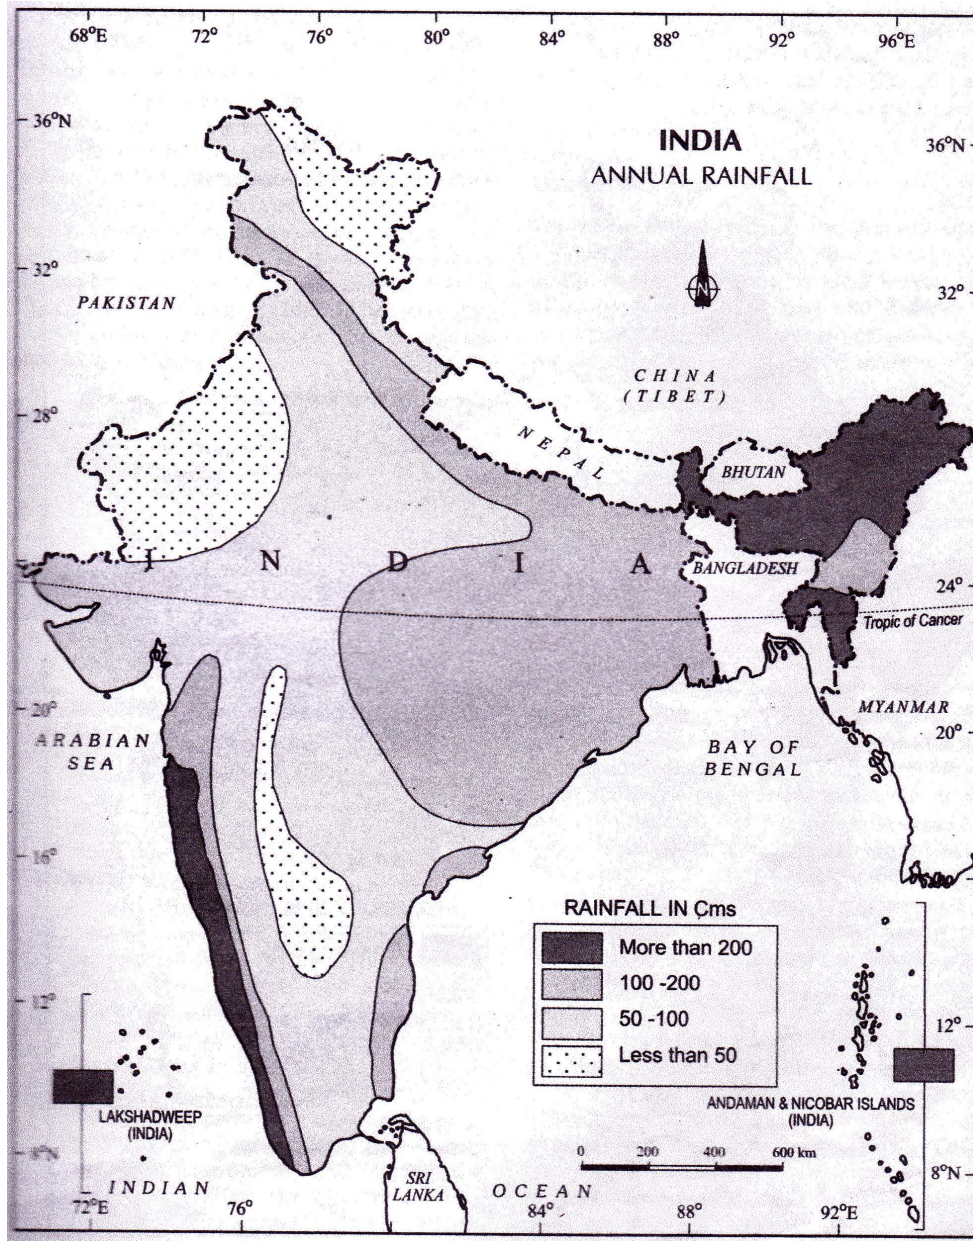 68°E 72° 76° 80° 84° 88° 92° 96°E
36°N
36°N
INDIA
ANNUAL RAINFALL
N
32°
32°
PAKISTAN
CHINA
(TIBET)
28°
NEPAL
BHUTAN
I N D I A
BANGLADESH
24°
Tropic of Cancer
20°
MYANMAR
20°
ARABIAN
SEA
BAY OF
BENGAL
16°
RAINFALL IN Cms
More than 200
100 -200
50 -100
Less than 50
12°
12°
LAKSHADWEEP
(INDIA)
ANDAMAN & NICOBAR ISLANDS
(INDIA)
0 200 400 600 km
8°N
8°N
SRI
LANKA
INDIAN OCEAN
72°E 76° 84° 88° 92°E